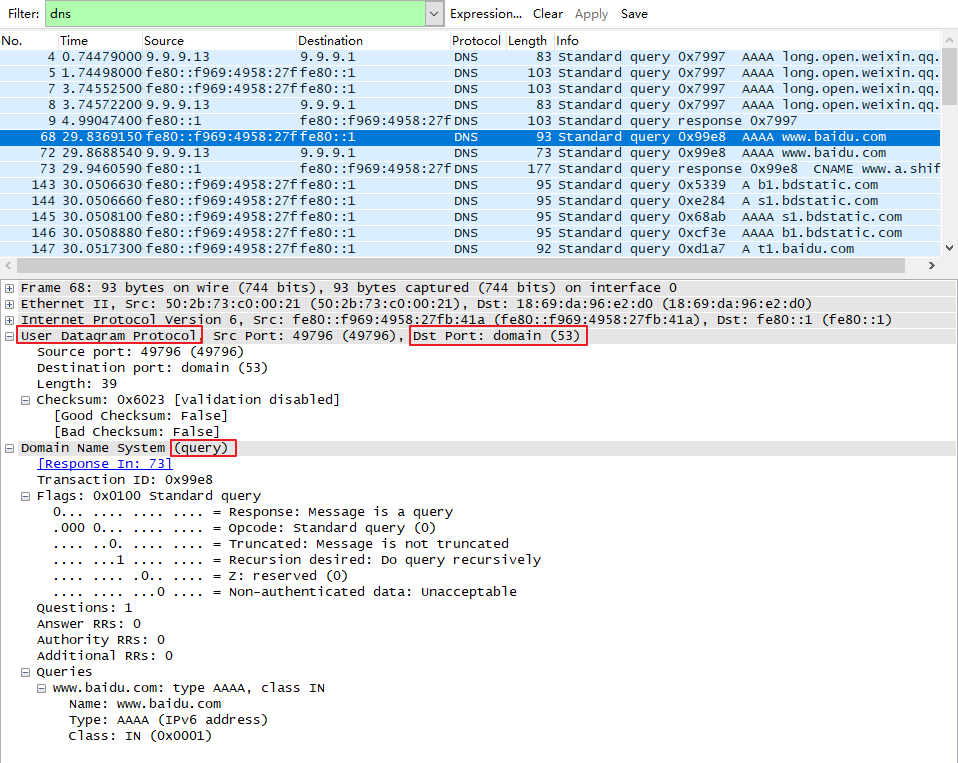 Filter: dns Expression... Clear Apply Save
No. Time Source Destination Protocol Length Info
4 0.74479000 9.9.9.13 9.9.9.1 DNS 83 Standard query 0x7997 AAAA long.open.weixin.qq.
5 1.74498000 fe80::f969:4958:27f fe80::1 DNS 103 Standard query 0x7997 AAAA long.open.weixin.qq.
7 3.74552500 fe80::f969:4958:27f fe80::1 DNS 103 Standard query 0x7997 AAAA long.open.weixin.qq.
8 3.74572200 9.9.9.13 9.9.9.1 DNS 83 Standard query 0x7997 AAAA long.open.weixin.qq.
9 4.99047400 fe80::1 fe80::f969:4958:27f DNS 103 Standard query response 0x7997
68 29.8369150 fe80::f969:4958:27f fe80::1 DNS 93 Standard query 0x99e8 AAAA www.baidu.com
72 29.8688540 9.9.9.13 9.9.9.1 DNS 73 Standard query 0x99e8 AAAA www.baidu.com
73 29.9460590 fe80::1 fe80::f969:4958:27f DNS 177 Standard query response 0x99e8 CNAME www.a.shif
143 30.0506630 fe80::f969:4958:27f fe80::1 DNS 95 Standard query 0x5339 A b1.bdstatic.com
144 30.0506660 fe80::f969:4958:27f fe80::1 DNS 95 Standard query 0xe284 A s1.bdstatic.com
145 30.0508100 fe80::f969:4958:27f fe80::1 DNS 95 Standard query 0x68ab AAAA s1.bdstatic.com
146 30.0508880 fe80::f969:4958:27f fe80::1 DNS 95 Standard query 0xcf3e AAAA b1.bdstatic.com
147 30.0517300 fe80::f969:4958:27f fe80::1 DNS 92 Standard query 0xd1a7 A t1.baidu.com
Frame 68: 93 bytes on wire (744 bits), 93 bytes captured (744 bits) on interface 0
Ethernet II, Src: 50:2b:73:c0:00:21 (50:2b:73:c0:00:21), Dst: 18:69:da:96:e2:d0 (18:69:da:96:e2:d0)
Internet Protocol Version 6, Src: fe80::f969:4958:27fb:41a (fe80::f969:4958:27fb:41a), Dst: fe80::1 (fe80::1)
User Datagram Protocol, Src Port: 49796 (49796), Dst Port: domain (53)
Source port: 49796 (49796)
Destination port: domain (53)
Length: 39
Checksum: 0x6023 [validation disabled]
[Good Checksum: False]
[Bad Checksum: False]
Domain Name System (query)
[Response In: 73]
Transaction ID: 0x99e8
Flags: 0x0100 Standard query
0... .... .... .... = Response: Message is a query
.000 0... .... .... = Opcode: Standard query (0)
.... ..0. .... .... = Truncated: Message is not truncated
.... ...1 .... .... = Recursion desired: Do query recursively
.... .... .0.. .... = Z: reserved (0)
.... .... ...0 .... = Non-authenticated data: Unacceptable
Questions: 1
Answer RRs: 0
Authority RRs: 0
Additional RRs: 0
Queries
www.baidu.com: type AAAA, class IN
Name: www.baidu.com
Type: AAAA (IPv6 address)
Class: IN (0x0001)